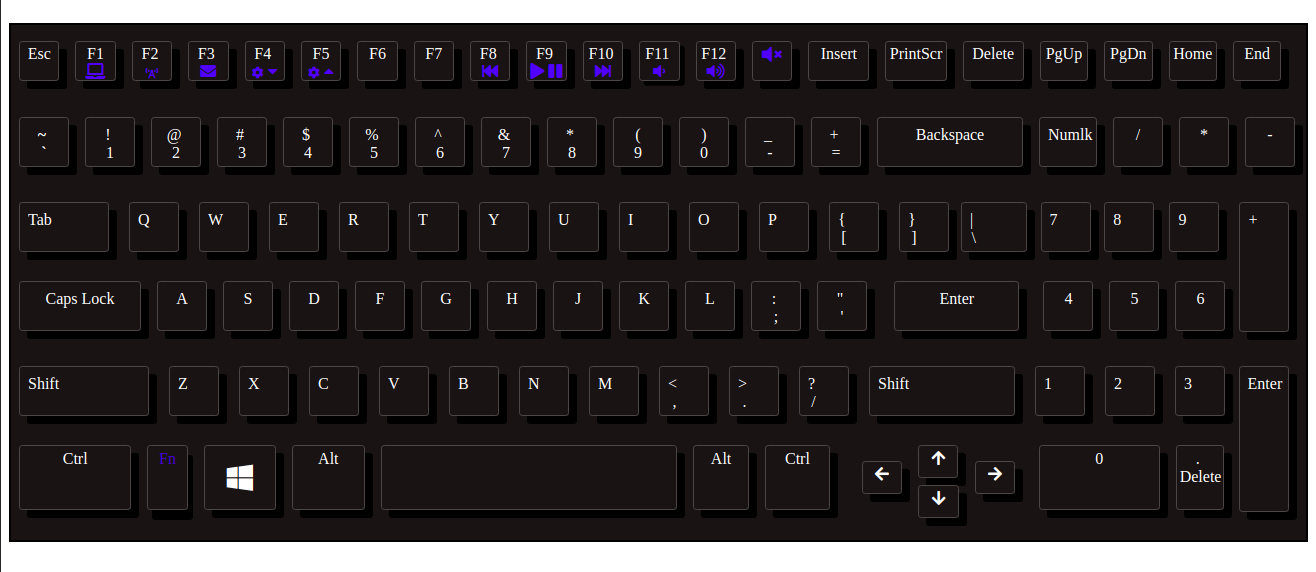 Esc F1 F2 F3 F4 F5 F6 F7 F8 F9 F10 F11 F12 Insert PrintScr Delete PgUp PgDn Home End
~ ! @ # $ % ^ & * ( ) _ + Backspace Numlk / * -
` 1 2 3 4 5 6 7 8 9 0 - =
Tab Q W E R T Y U I O P { } | 7 8 9 +
[ ] \
Caps Lock A S D F G H J K L : " Enter 4 5 6
; '
Shift Z X C V B N M < > ? Shift 1 2 3 Enter
, . /
Ctrl Fn Alt Alt Ctrl 0 .
Delete